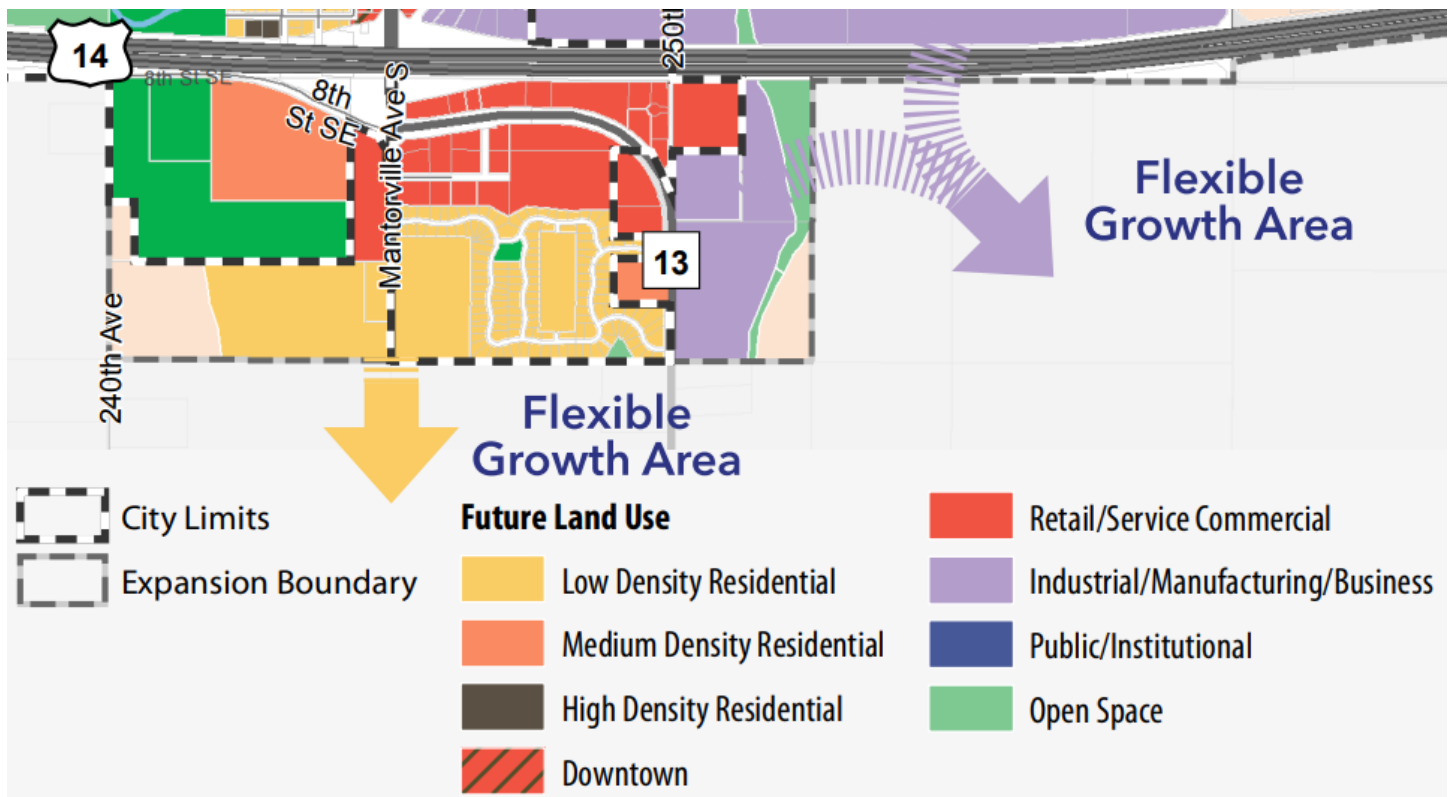 14
250th
8th St SE
8th
St SE
Mantorville Ave S
Flexible
Growth Area
13
240th Ave
Flexible
Growth Area
City Limits
Expansion Boundary
Future Land Use
Low Density Residential
Medium Density Residential
High Density Residential
Downtown
Retail/Service Commercial
Industrial/Manufacturing/Business
Public/Institutional
Open Space